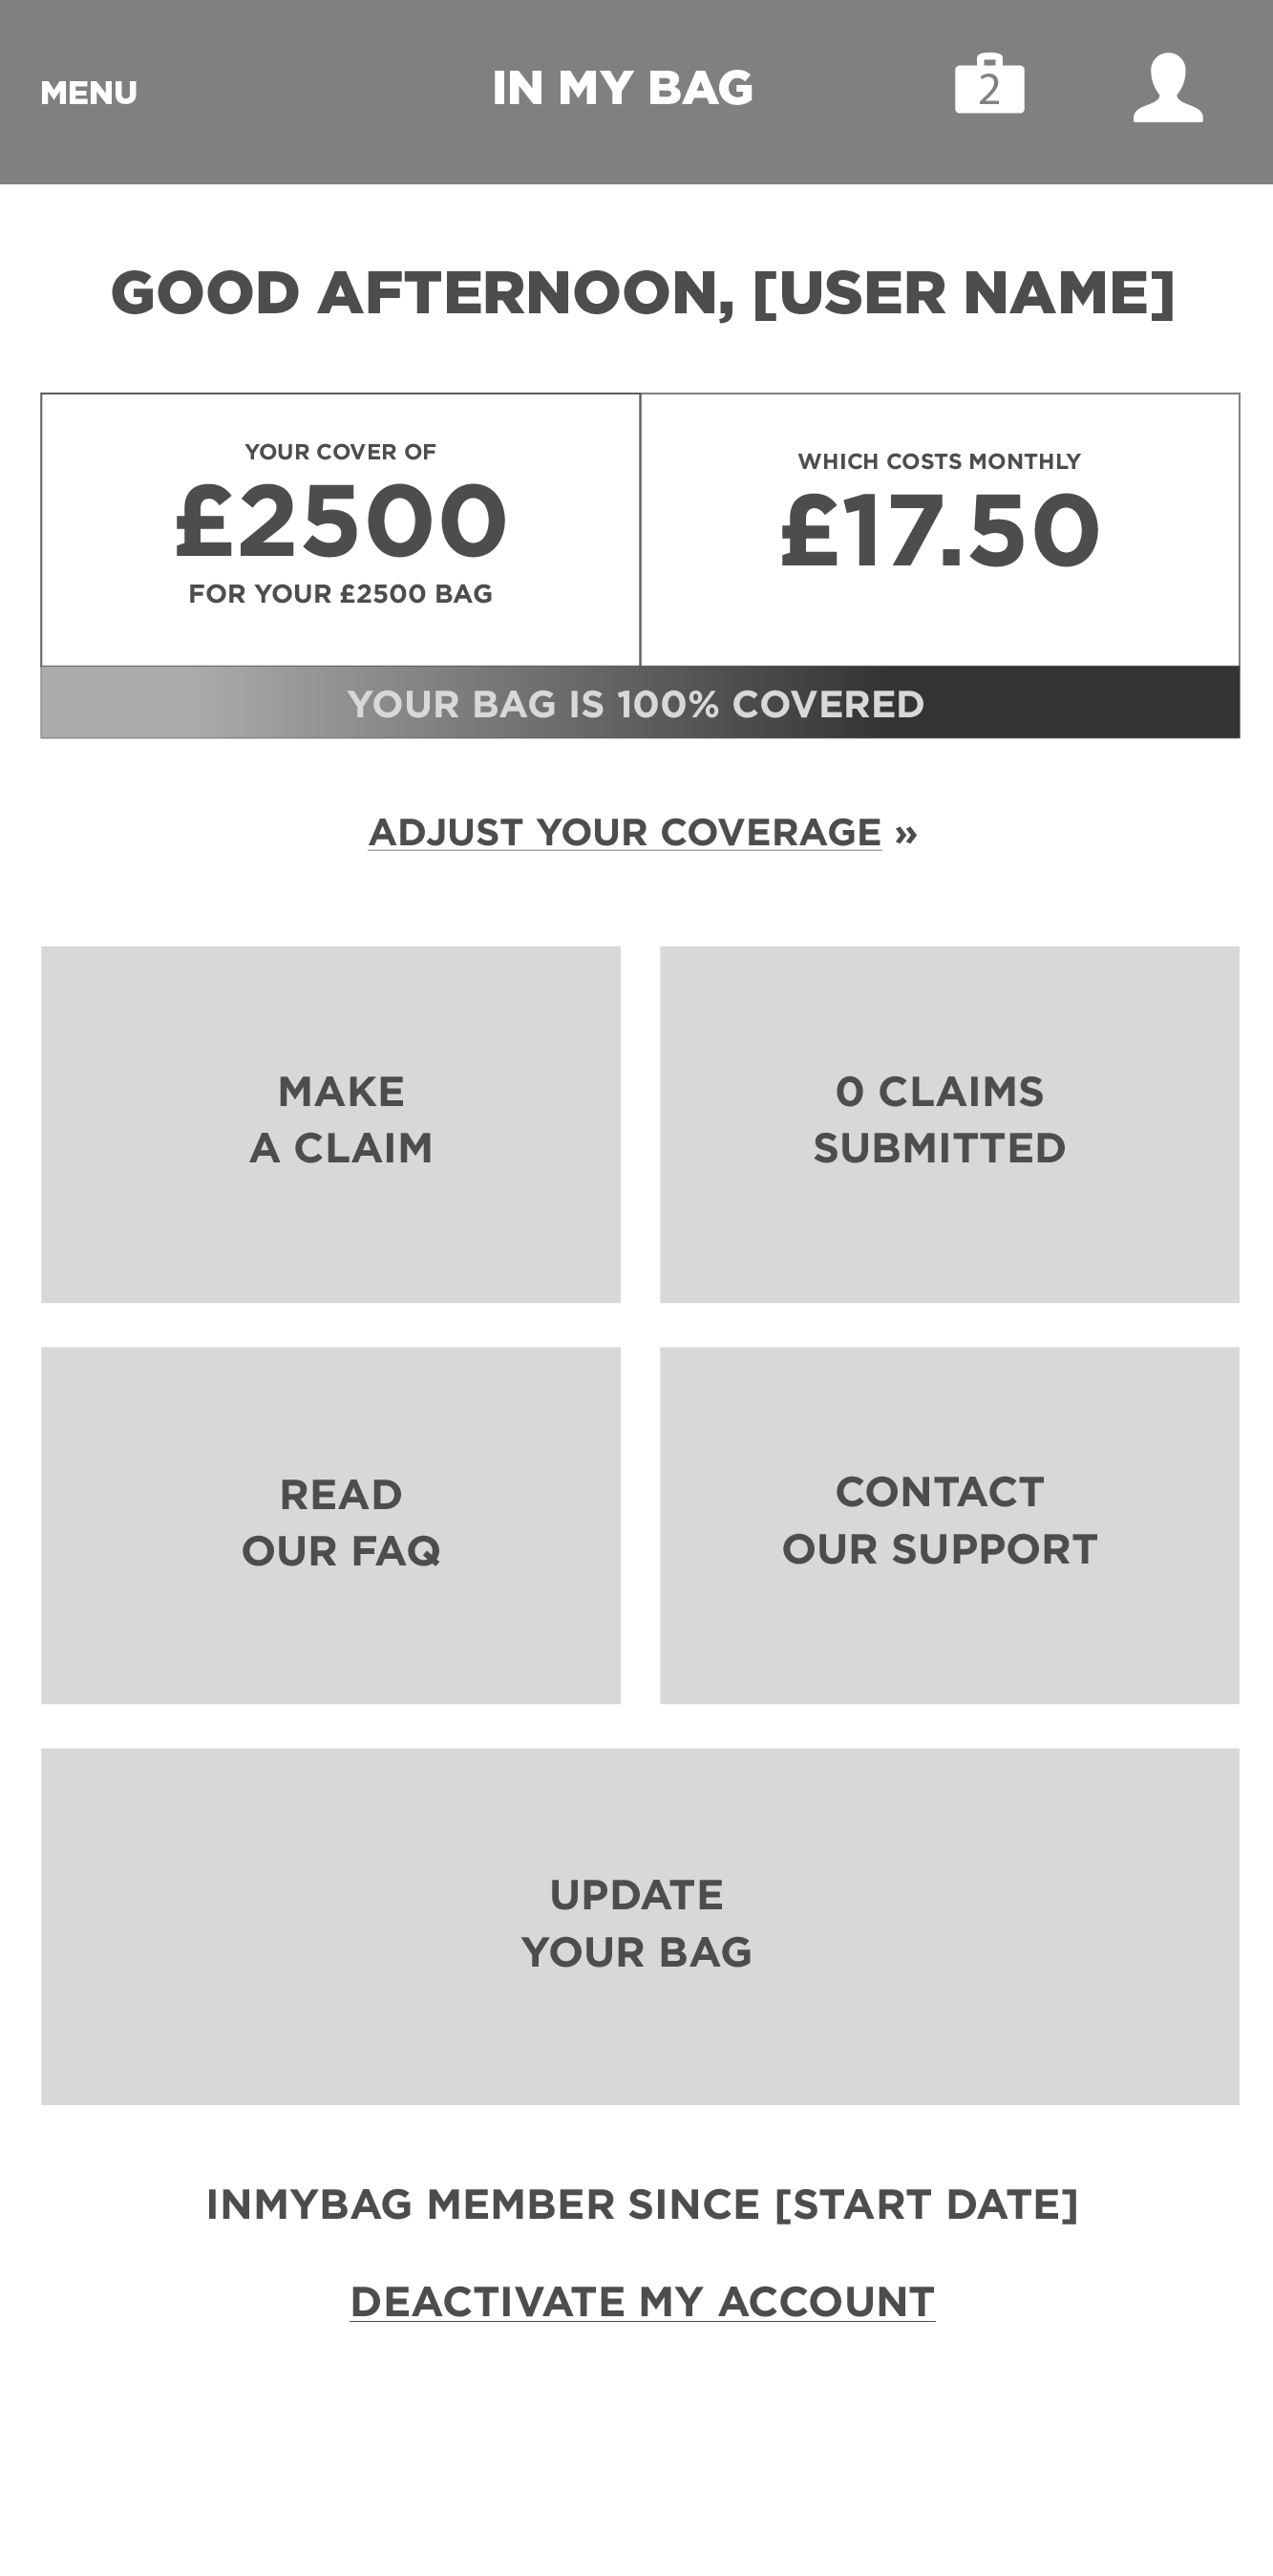 MENU
IN MY BAG
2
GOOD AFTERNOON, [USER NAME]
YOUR COVER OF
£2500
FOR YOUR £2500 BAG
WHICH COSTS MONTHLY
£17.50
YOUR BAG IS 100% COVERED
ADJUST YOUR COVERAGE »
MAKE
A CLAIM
0 CLAIMS
SUBMITTED
READ
OUR FAQ
CONTACT
OUR SUPPORT
UPDATE
YOUR BAG
INMYBAG MEMBER SINCE [START DATE]
DEACTIVATE MY ACCOUNT